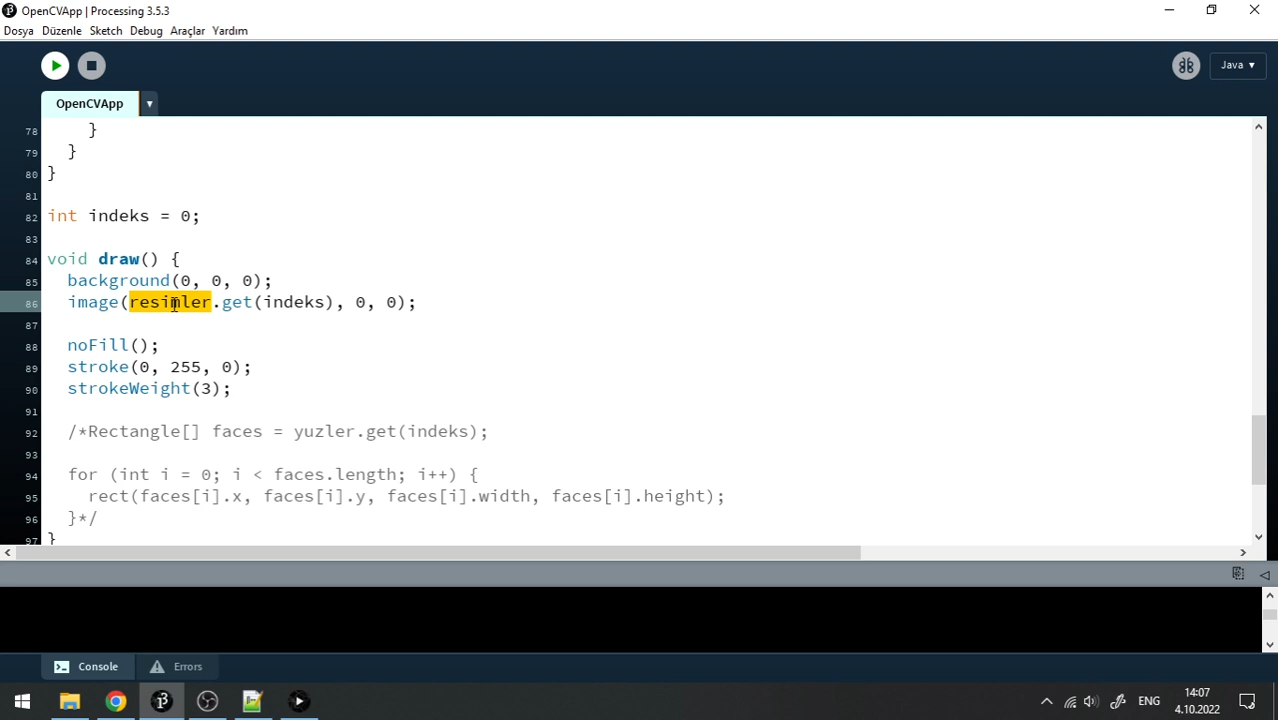 OpenCVApp | Processing 3.5.3
Dosya Düzenle Sketch Debug Araçlar Yardım
Java ▾
OpenCVApp ▾
78     }
79   }
80 }
81
82 int indeks = 0;
83
84 void draw() {
85   background(0, 0, 0);
86   image(resimler.get(indeks), 0, 0);
87
88   noFill();
89   stroke(0, 255, 0);
90   strokeWeight(3);
91
92   /*Rectangle[] faces = yuzler.get(indeks);
93
94   for (int i = 0; i < faces.length; i++) {
95     rect(faces[i].x, faces[i].y, faces[i].width, faces[i].height);
96   }*/
97 }
Console Errors
ENG 14:07
4.10.2022